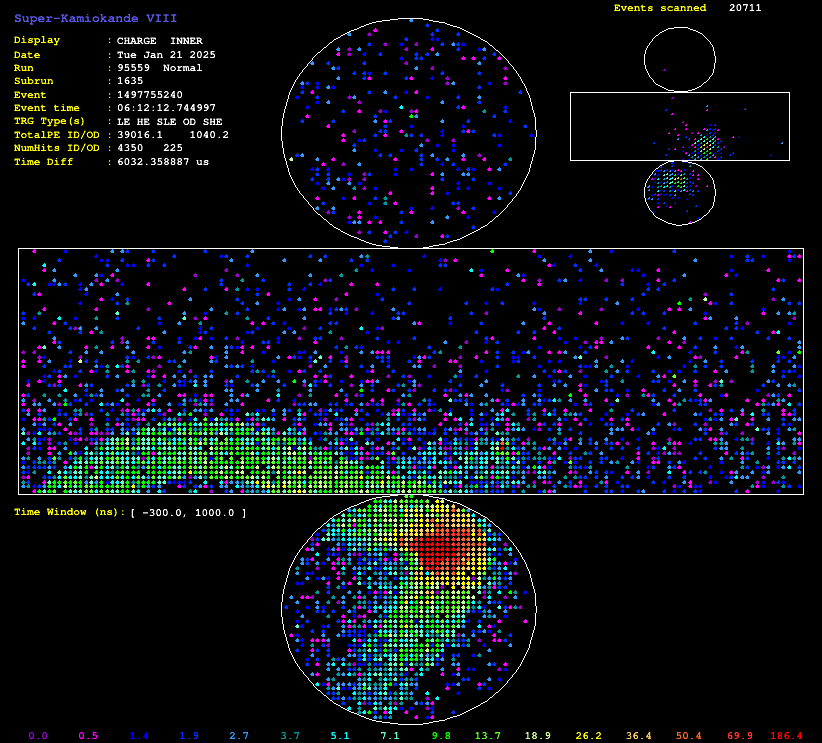 Events scanned 20711
Super-Kamiokande VIII
Display : CHARGE INNER
Date : Tue Jan 21 2025
Run : 95559 Normal
Subrun : 1635
Event : 1497755240
Event time : 06:12:12.744997
TRG Type(s) : LE HE SLE OD SHE
TotalPE ID/OD : 39016.1 1040.2
NumHits ID/OD : 4350 225
Time Diff : 6032.358887 us
Time Window (ns): [ -300.0, 1000.0 ]
0.0 0.5 1.4 1.9 2.7 3.7 5.1 7.1 9.8 13.7 18.9 26.2 36.4 50.4 69.9 186.4